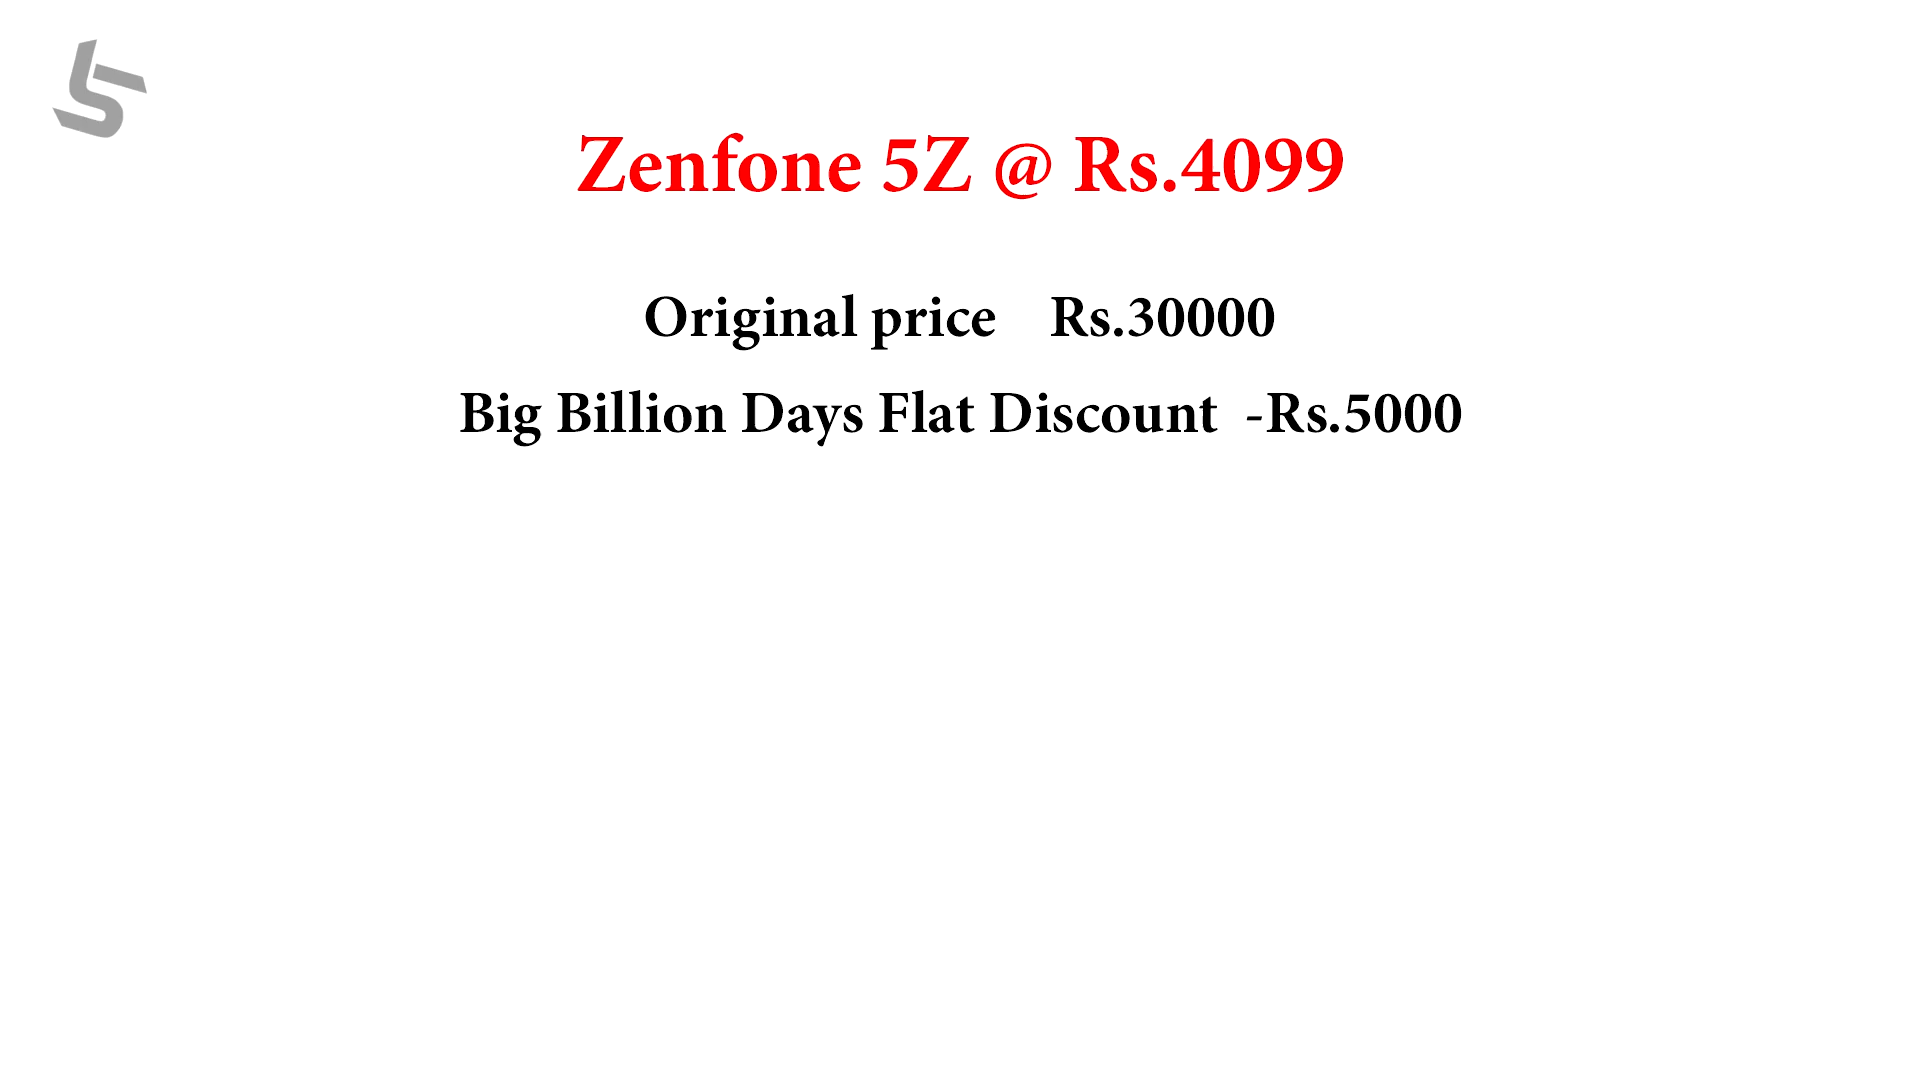 Zenfone 5Z @ Rs.4099
Original price Rs.30000
Big Billion Days Flat Discount -Rs.5000